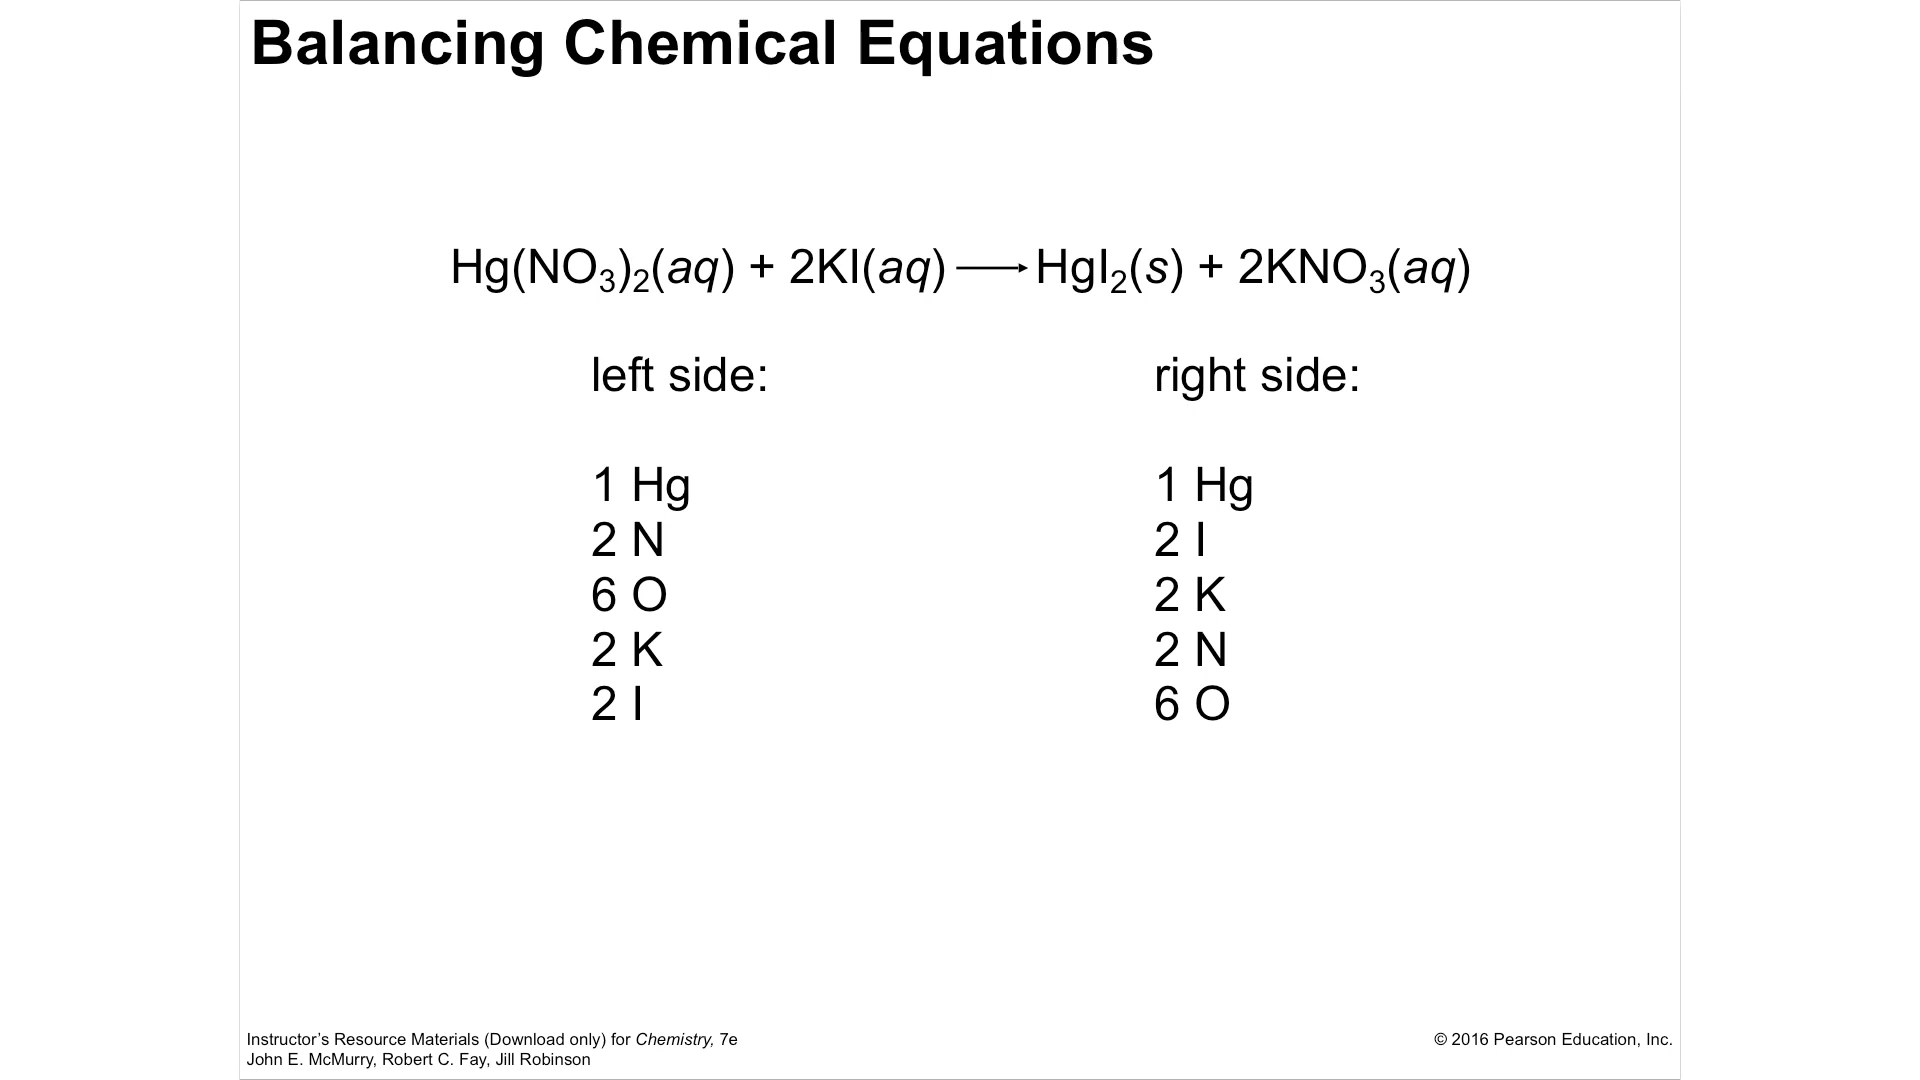 Balancing Chemical Equations
Hg(NO₃)₂(aq) + 2KI(aq) ⟶ HgI₂(s) + 2KNO₃(aq)
left side:
1 Hg
2 N
6 O
2 K
2 I
right side:
1 Hg
2 I
2 K
2 N
6 O
Instructor’s Resource Materials (Download only) for Chemistry, 7e
John E. McMurry, Robert C. Fay, Jill Robinson
© 2016 Pearson Education, Inc.